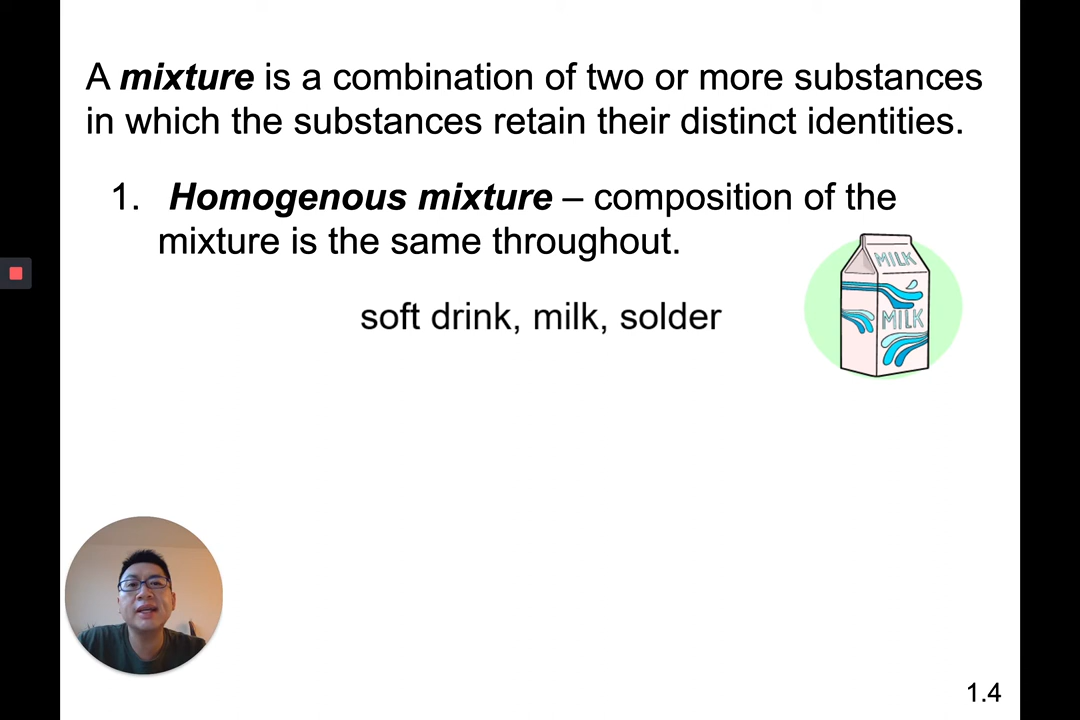 A mixture is a combination of two or more substances
in which the substances retain their distinct identities.
1. Homogenous mixture – composition of the
mixture is the same throughout.
MILK
soft drink, milk, solder
MILK
1.4